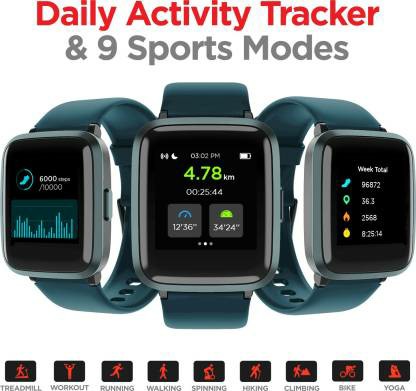 Daily Activity Tracker
& 9 Sports Modes
6000 steps
/10000
03:02 PM
4.78 km
00:25:44
12'36" 34'24"
Week Total
96872
36.3
2568
8:25:14
TREADMILL WORKOUT RUNNING WALKING SPINNING HIKING CLIMBING BIKE YOGA